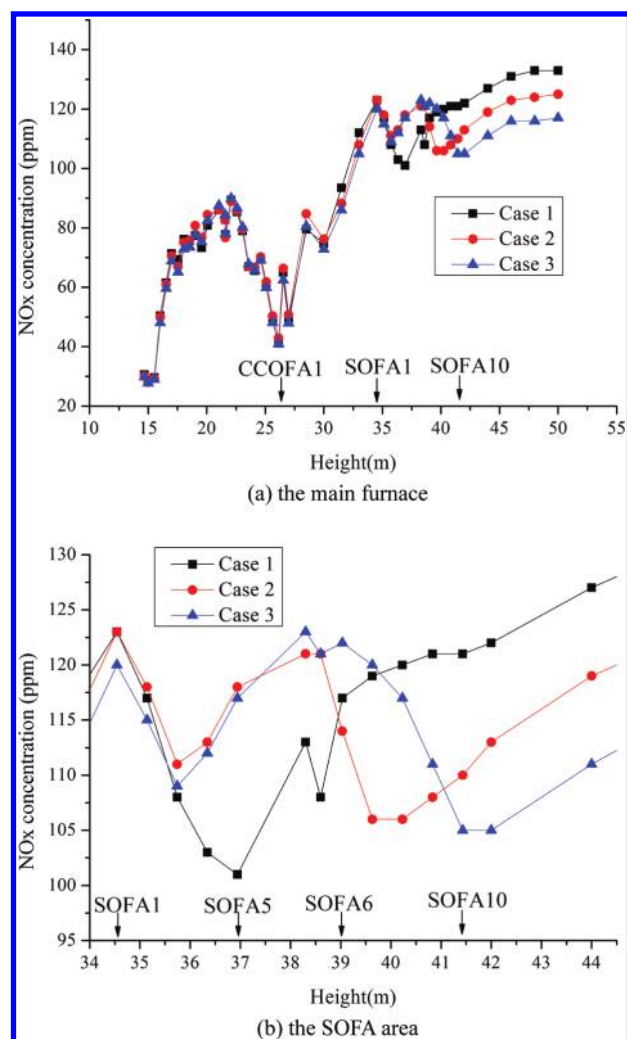 140
120
100
80
60
40
20
NOx concentration (ppm)
Case 1
Case 2
Case 3
CCOFA1
SOFA1
SOFA10
10 15 20 25 30 35 40 45 50 55
Height(m)
(a) the main furnace
130
125
120
115
110
105
100
95
NOx concentration (ppm)
Case 1
Case 2
Case 3
SOFA1
SOFA5
SOFA6
SOFA10
34 35 36 37 38 39 40 41 42 43 44
Height(m)
(b) the SOFA area